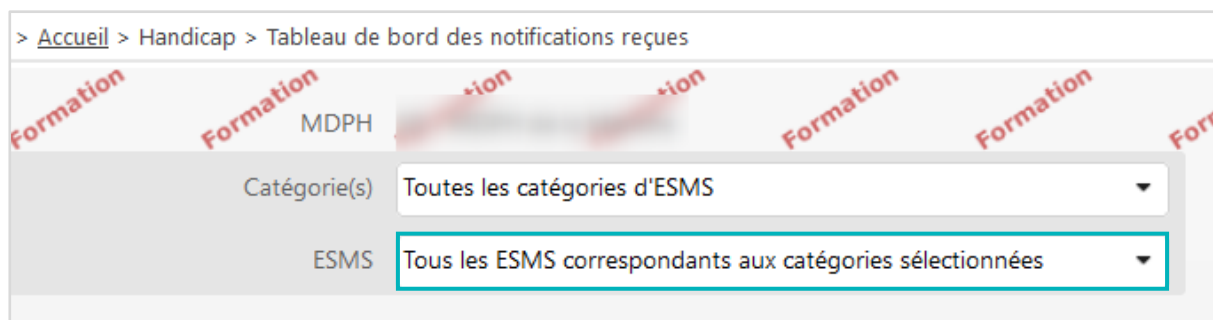 > Accueil > Handicap > Tableau de bord des notifications reçues
Formation Formation Formation Formation Formation
MDPH
Catégorie(s) Toutes les catégories d'ESMS
ESMS Tous les ESMS correspondants aux catégories sélectionnées